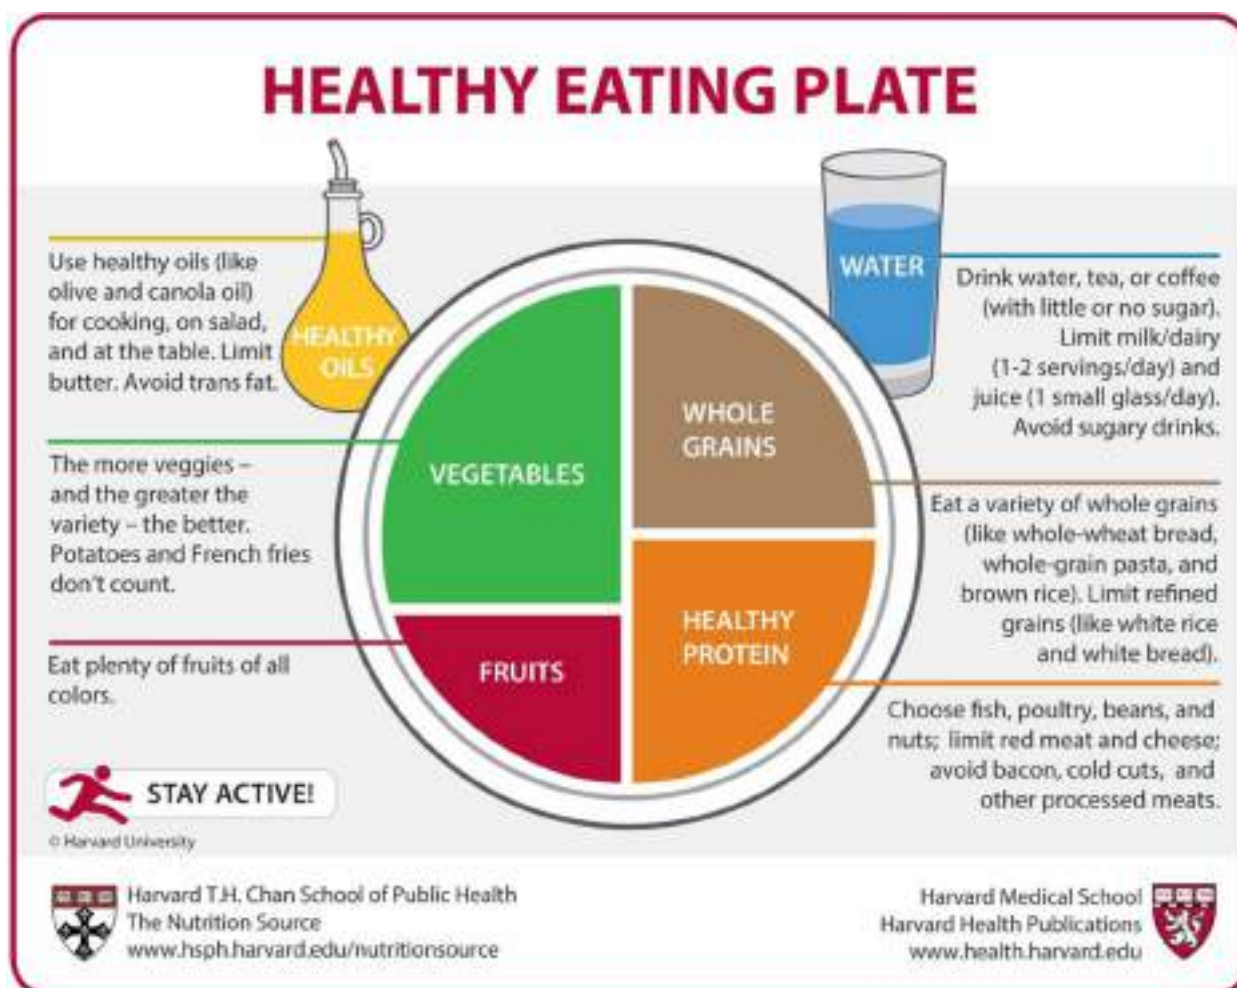 HEALTHY EATING PLATE
Use healthy oils (like
olive and canola oil)
for cooking, on salad,
and at the table. Limit
butter. Avoid trans fat.
HEALTHY
OILS
The more veggies –
and the greater the
variety – the better.
Potatoes and French fries
don't count.
Eat plenty of fruits of all
colors.
VEGETABLES
FRUITS
WHOLE
GRAINS
HEALTHY
PROTEIN
WATER
Drink water, tea, or coffee
(with little or no sugar).
Limit milk/dairy
(1-2 servings/day) and
juice (1 small glass/day).
Avoid sugary drinks.
Eat a variety of whole grains
(like whole-wheat bread,
whole-grain pasta, and
brown rice). Limit refined
grains (like white rice
and white bread).
Choose fish, poultry, beans, and
nuts; limit red meat and cheese;
avoid bacon, cold cuts, and
other processed meats.
STAY ACTIVE!
© Harvard University
Harvard T.H. Chan School of Public Health
The Nutrition Source
www.hsph.harvard.edu/nutritionsource
Harvard Medical School
Harvard Health Publications
www.health.harvard.edu